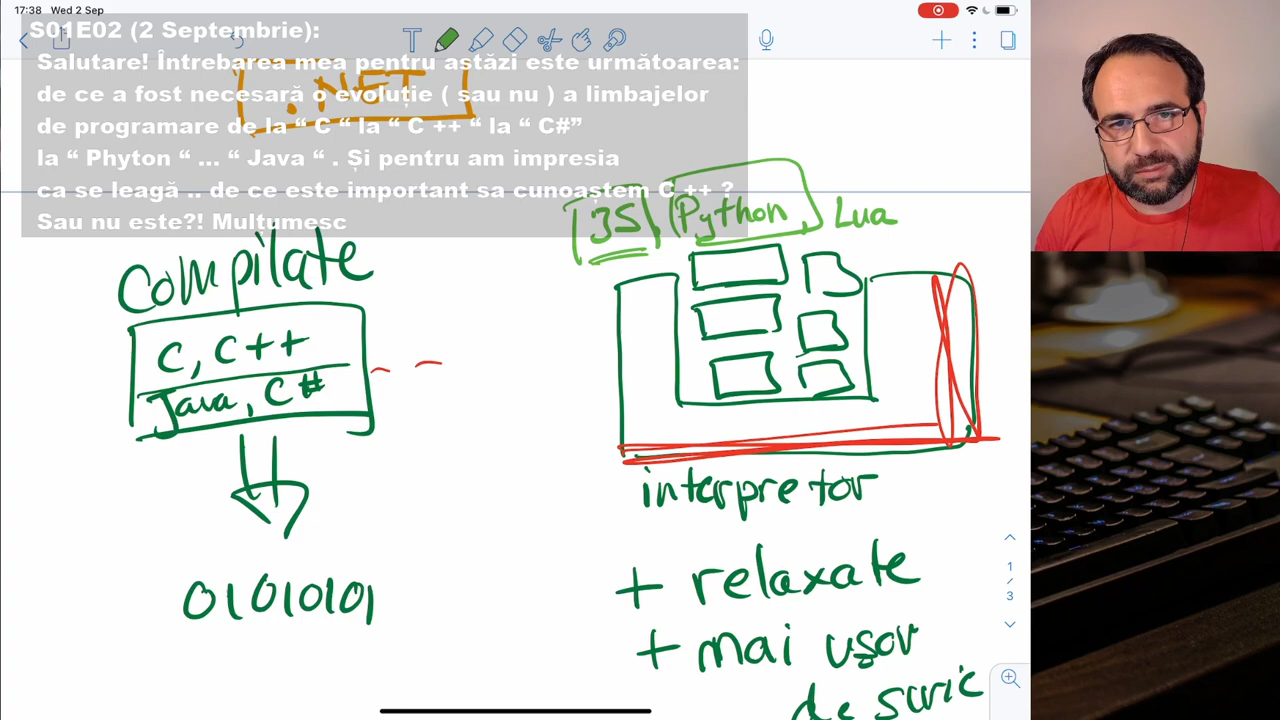 17:38 Wed 2 Sep
S01E02 (2 Septembrie):
Salutare! Întrebarea mea pentru astăzi este următoarea:
de ce a fost necesară o evoluție ( sau nu ) a limbajelor
de programare de la “ C “ la “ C ++ “ la “ C#”
la “ Phyton “ ... “ Java “ . Și pentru am impresia
ca se leagă .. de ce este important sa cunoaștem C ++ ?
Sau nu este?! Multumesc
.NET
JS, Python, Lua
Compilate
C, C++
Java, C#
01010101
interpretor
+ relaxate
+ mai ușor
de scric
1
/
3